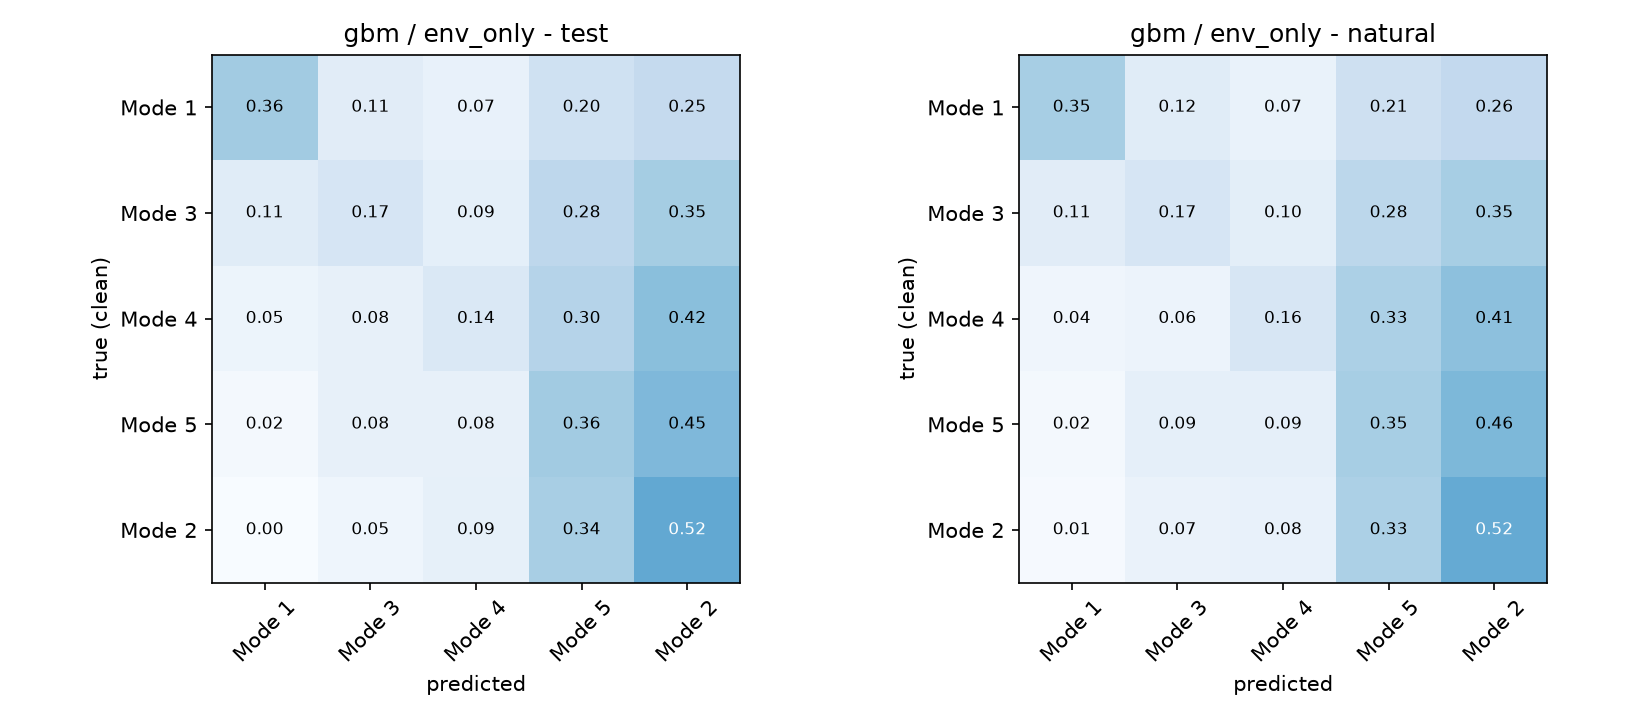 gbm / env_only - test
true (clean)
Mode 1 0.36 0.11 0.07 0.20 0.25
Mode 3 0.11 0.17 0.09 0.28 0.35
Mode 4 0.05 0.08 0.14 0.30 0.42
Mode 5 0.02 0.08 0.08 0.36 0.45
Mode 2 0.00 0.05 0.09 0.34 0.52
Mode 1 Mode 3 Mode 4 Mode 5 Mode 2
predicted
gbm / env_only - natural
true (clean)
Mode 1 0.35 0.12 0.07 0.21 0.26
Mode 3 0.11 0.17 0.10 0.28 0.35
Mode 4 0.04 0.06 0.16 0.33 0.41
Mode 5 0.02 0.09 0.09 0.35 0.46
Mode 2 0.01 0.07 0.08 0.33 0.52
Mode 1 Mode 3 Mode 4 Mode 5 Mode 2
predicted